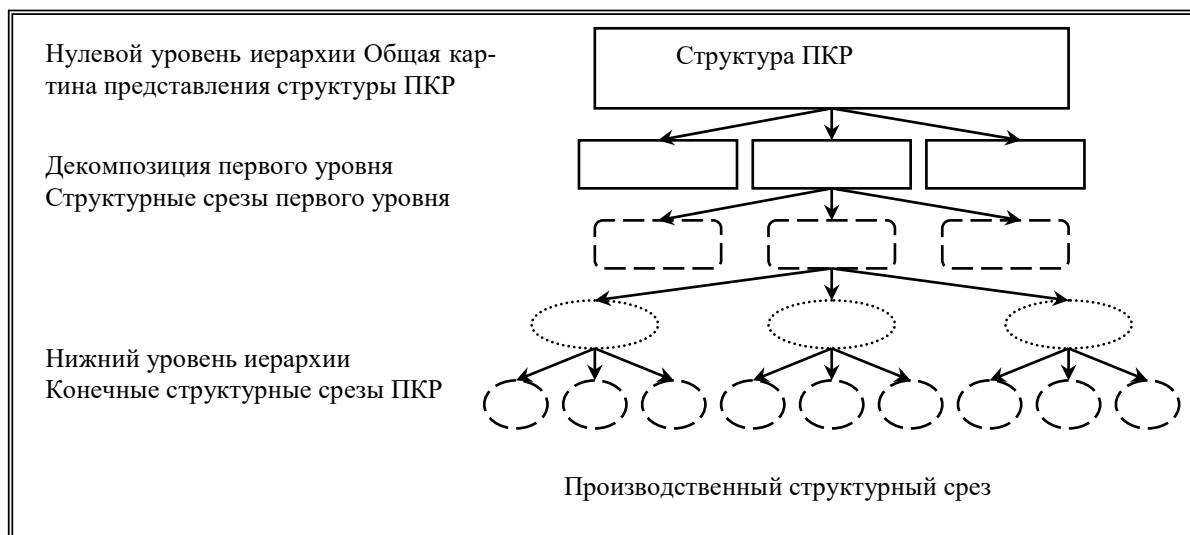 Нулевой уровень иерархии Общая кар-
тина представления структуры ПКР
Структура ПКР
Декомпозиция первого уровня
Структурные срезы первого уровня
Нижний уровень иерархии
Конечные структурные срезы ПКР
Производственный структурный срез